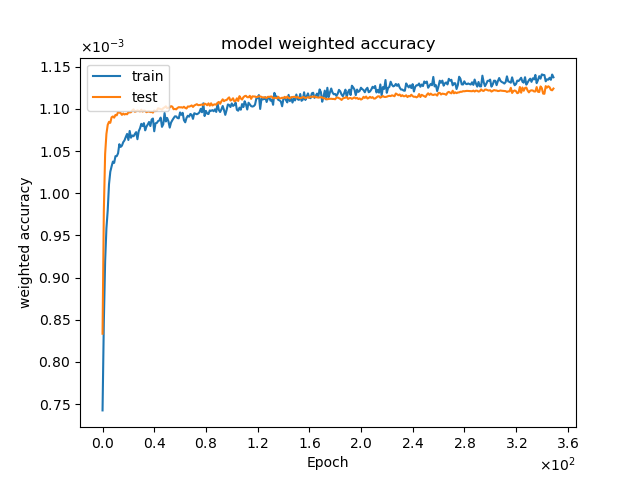 model weighted accuracy
×10⁻³
1.15
1.10
1.05
1.00
0.95
0.90
0.85
0.80
0.75
weighted accuracy
train
test
0.0 0.4 0.8 1.2 1.6 2.0 2.4 2.8 3.2 3.6
Epoch
×10²